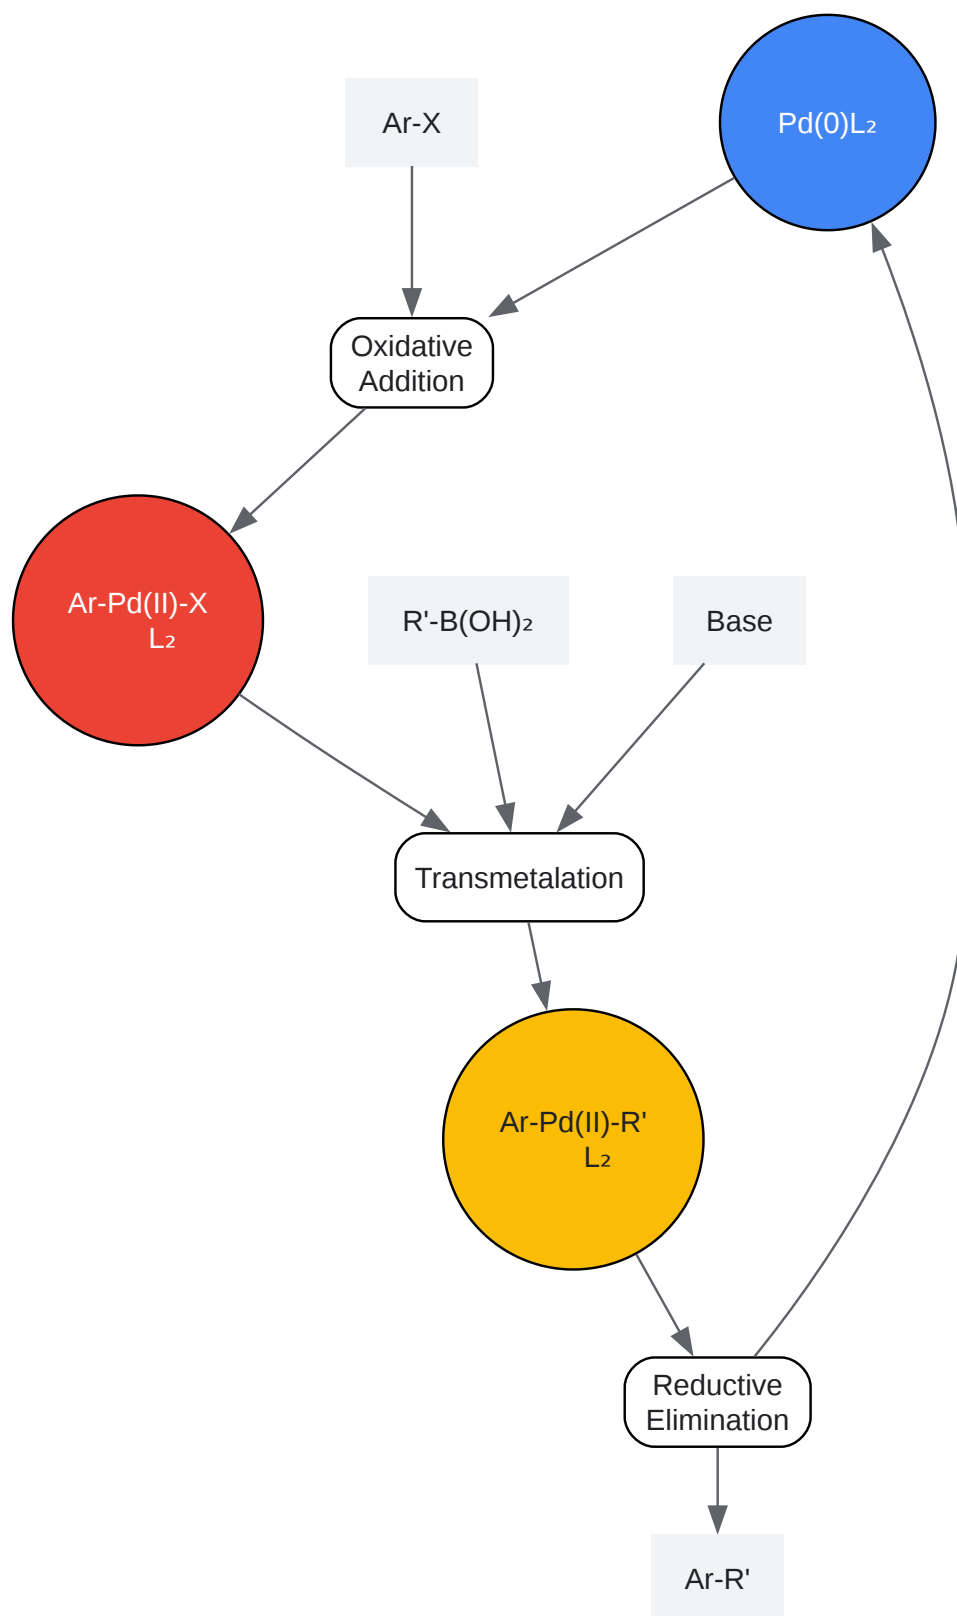 Ar-X
Pd(0)L₂
Oxidative
Addition
Ar-Pd(II)-X
L₂
R'-B(OH)₂
Base
Transmetalation
Ar-Pd(II)-R'
L₂
Reductive
Elimination
Ar-R'